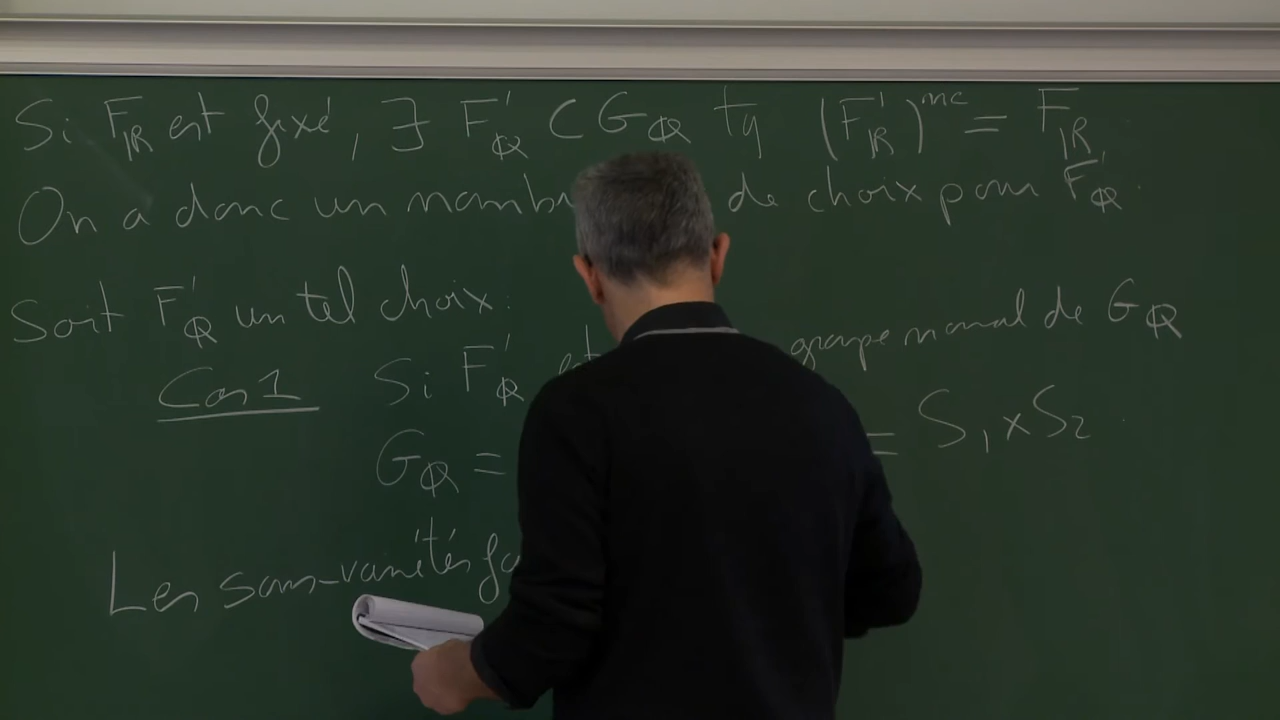 Si F_ℝ est fixé, ∃ F'_ℚ ⊂ G_ℚ tq (F'_ℝ)^{nc} = F_ℝ
On a donc un de choix pour F'_ℚ.
Soit F'_ℚ un tel choix.
Cas 1 Si F'_ℚ groupe normal de G_ℚ
G_ℚ = = S_1 × S_2.
Les sous-variétés